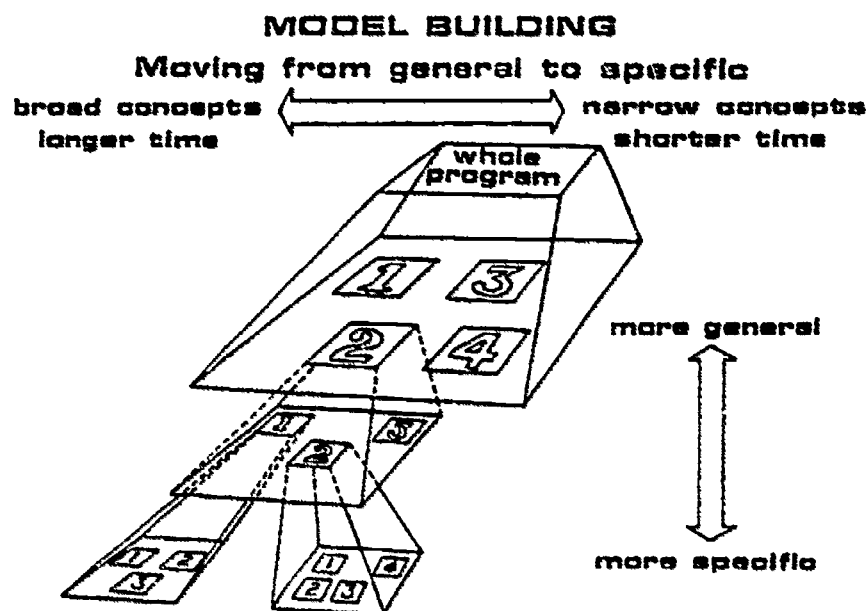 MODEL BUILDING
Moving from general to specific
broad concepts
longer time
narrow concepts
shorter time
whole
program
1 3
2 4
more general
1 3
2
1 2
3
1 4
2 3
more specific